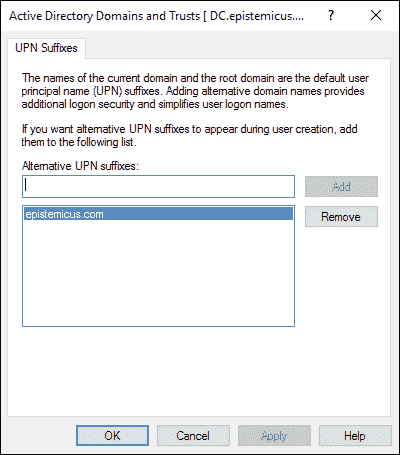 Active Directory Domains and Trusts [ DC.epistemicus.... ?
UPN Suffixes
The names of the current domain and the root domain are the default user
principal name (UPN) suffixes. Adding alternative domain names provides
additional logon security and simplifies user logon names.
If you want alternative UPN suffixes to appear during user creation, add
them to the following list.
Alternative UPN suffixes:
Add
epistemicus.com
Remove
OK Cancel Apply Help